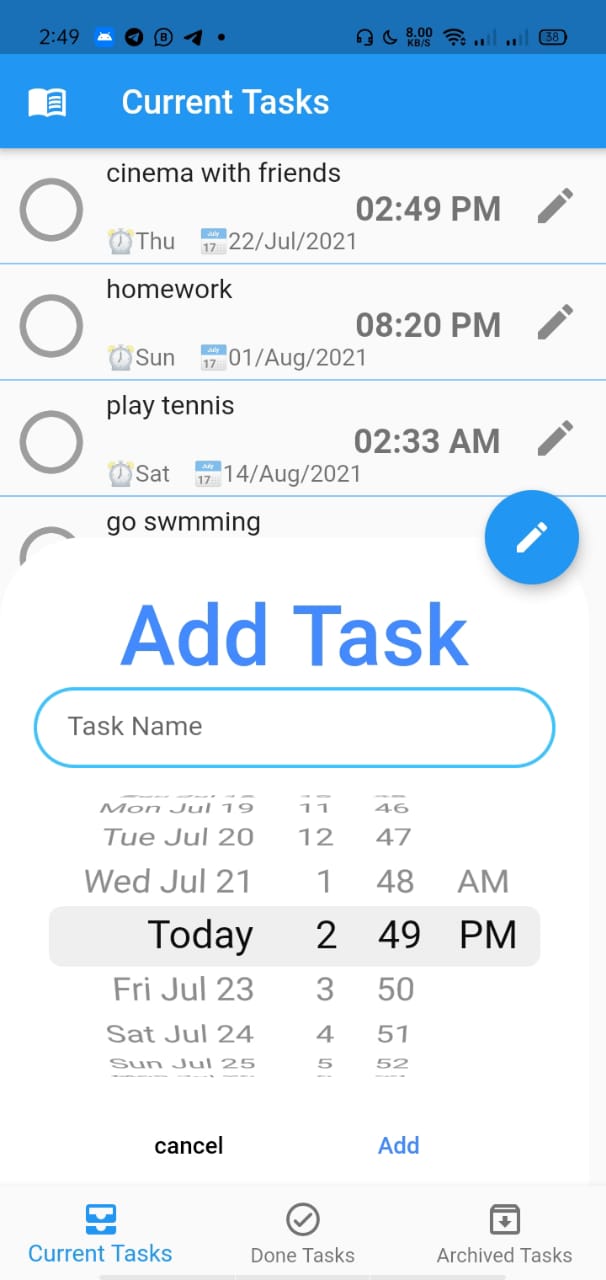 2:49 8.00 KB/S 38
Current Tasks
cinema with friends
02:49 PM
Thu 22/Jul/2021
homework
08:20 PM
Sun 01/Aug/2021
play tennis
02:33 AM
Sat 14/Aug/2021
go swmming
Add Task
Task Name
Mon Jul 19 11 46
Tue Jul 20 12 47
Wed Jul 21 1 48 AM
Today 2 49 PM
Fri Jul 23 3 50
Sat Jul 24 4 51
Sun Jul 25 5 52
cancel Add
Current Tasks Done Tasks Archived Tasks